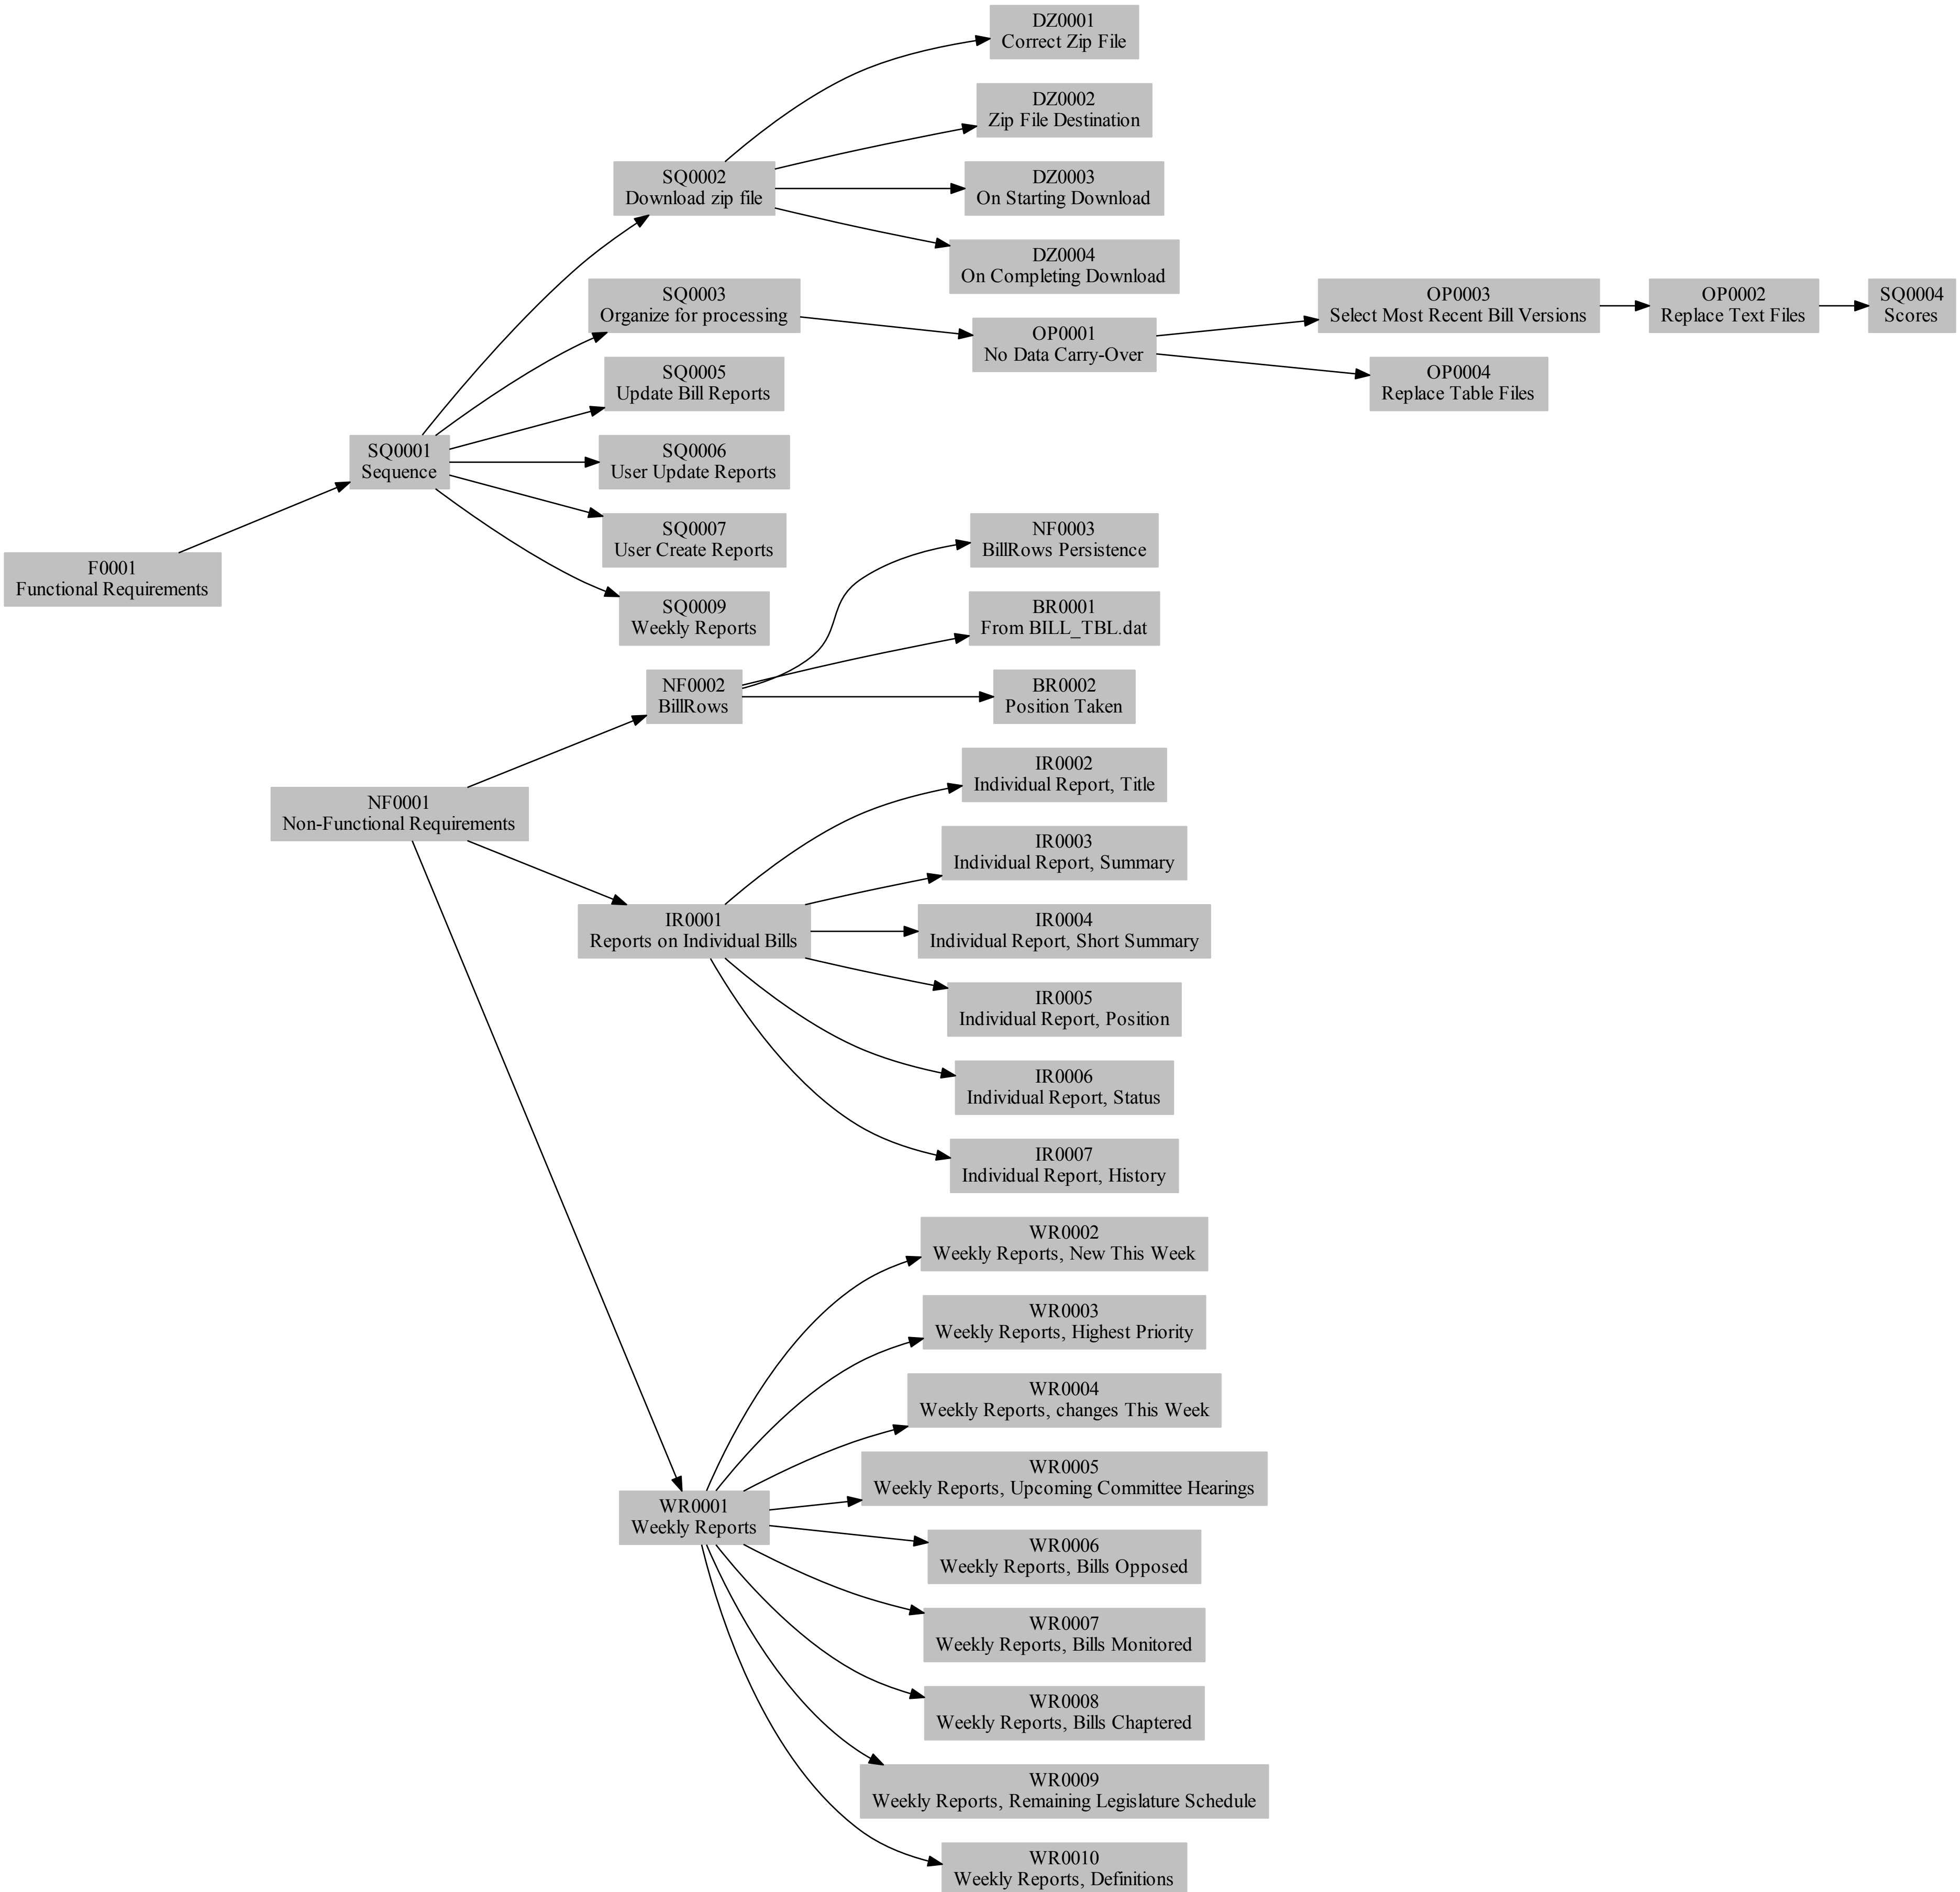 DZ0001
Correct Zip File
DZ0002
Zip File Destination
SQ0002
Download zip file
DZ0003
On Starting Download
DZ0004
On Completing Download
SQ0003
Organize for processing
OP0003
Select Most Recent Bill Versions
OP0002
Replace Text Files
SQ0004
Scores
OP0001
No Data Carry-Over
SQ0005
Update Bill Reports
OP0004
Replace Table Files
SQ0001
Sequence
SQ0006
User Update Reports
SQ0007
User Create Reports
NF0003
BillRows Persistence
F0001
Functional Requirements
SQ0009
Weekly Reports
BR0001
From BILL_TBL.dat
NF0002
BillRows
BR0002
Position Taken
IR0002
Individual Report, Title
NF0001
Non-Functional Requirements
IR0003
Individual Report, Summary
IR0001
Reports on Individual Bills
IR0004
Individual Report, Short Summary
IR0005
Individual Report, Position
IR0006
Individual Report, Status
IR0007
Individual Report, History
WR0002
Weekly Reports, New This Week
WR0003
Weekly Reports, Highest Priority
WR0004
Weekly Reports, changes This Week
WR0005
Weekly Reports, Upcoming Committee Hearings
WR0001
Weekly Reports
WR0006
Weekly Reports, Bills Opposed
WR0007
Weekly Reports, Bills Monitored
WR0008
Weekly Reports, Bills Chaptered
WR0009
Weekly Reports, Remaining Legislature Schedule
WR0010
Weekly Reports, Definitions